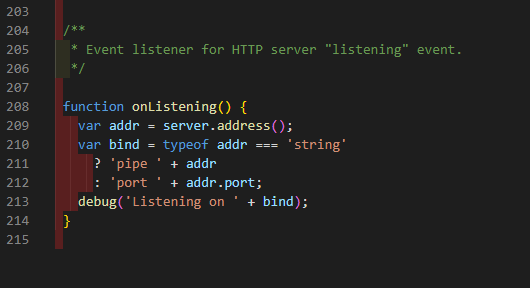 203
204 /**
205  * Event listener for HTTP server "listening" event.
206  */
207
208 function onListening() {
209   var addr = server.address();
210   var bind = typeof addr === 'string'
211     ? 'pipe ' + addr
212     : 'port ' + addr.port;
213   debug('Listening on ' + bind);
214 }
215